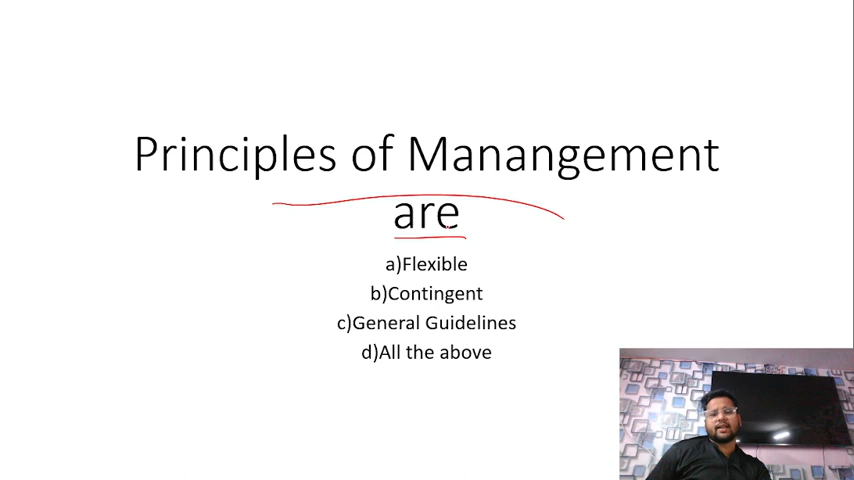 Principles of Manangement
are
a)Flexible
b)Contingent
c)General Guidelines
d)All the above